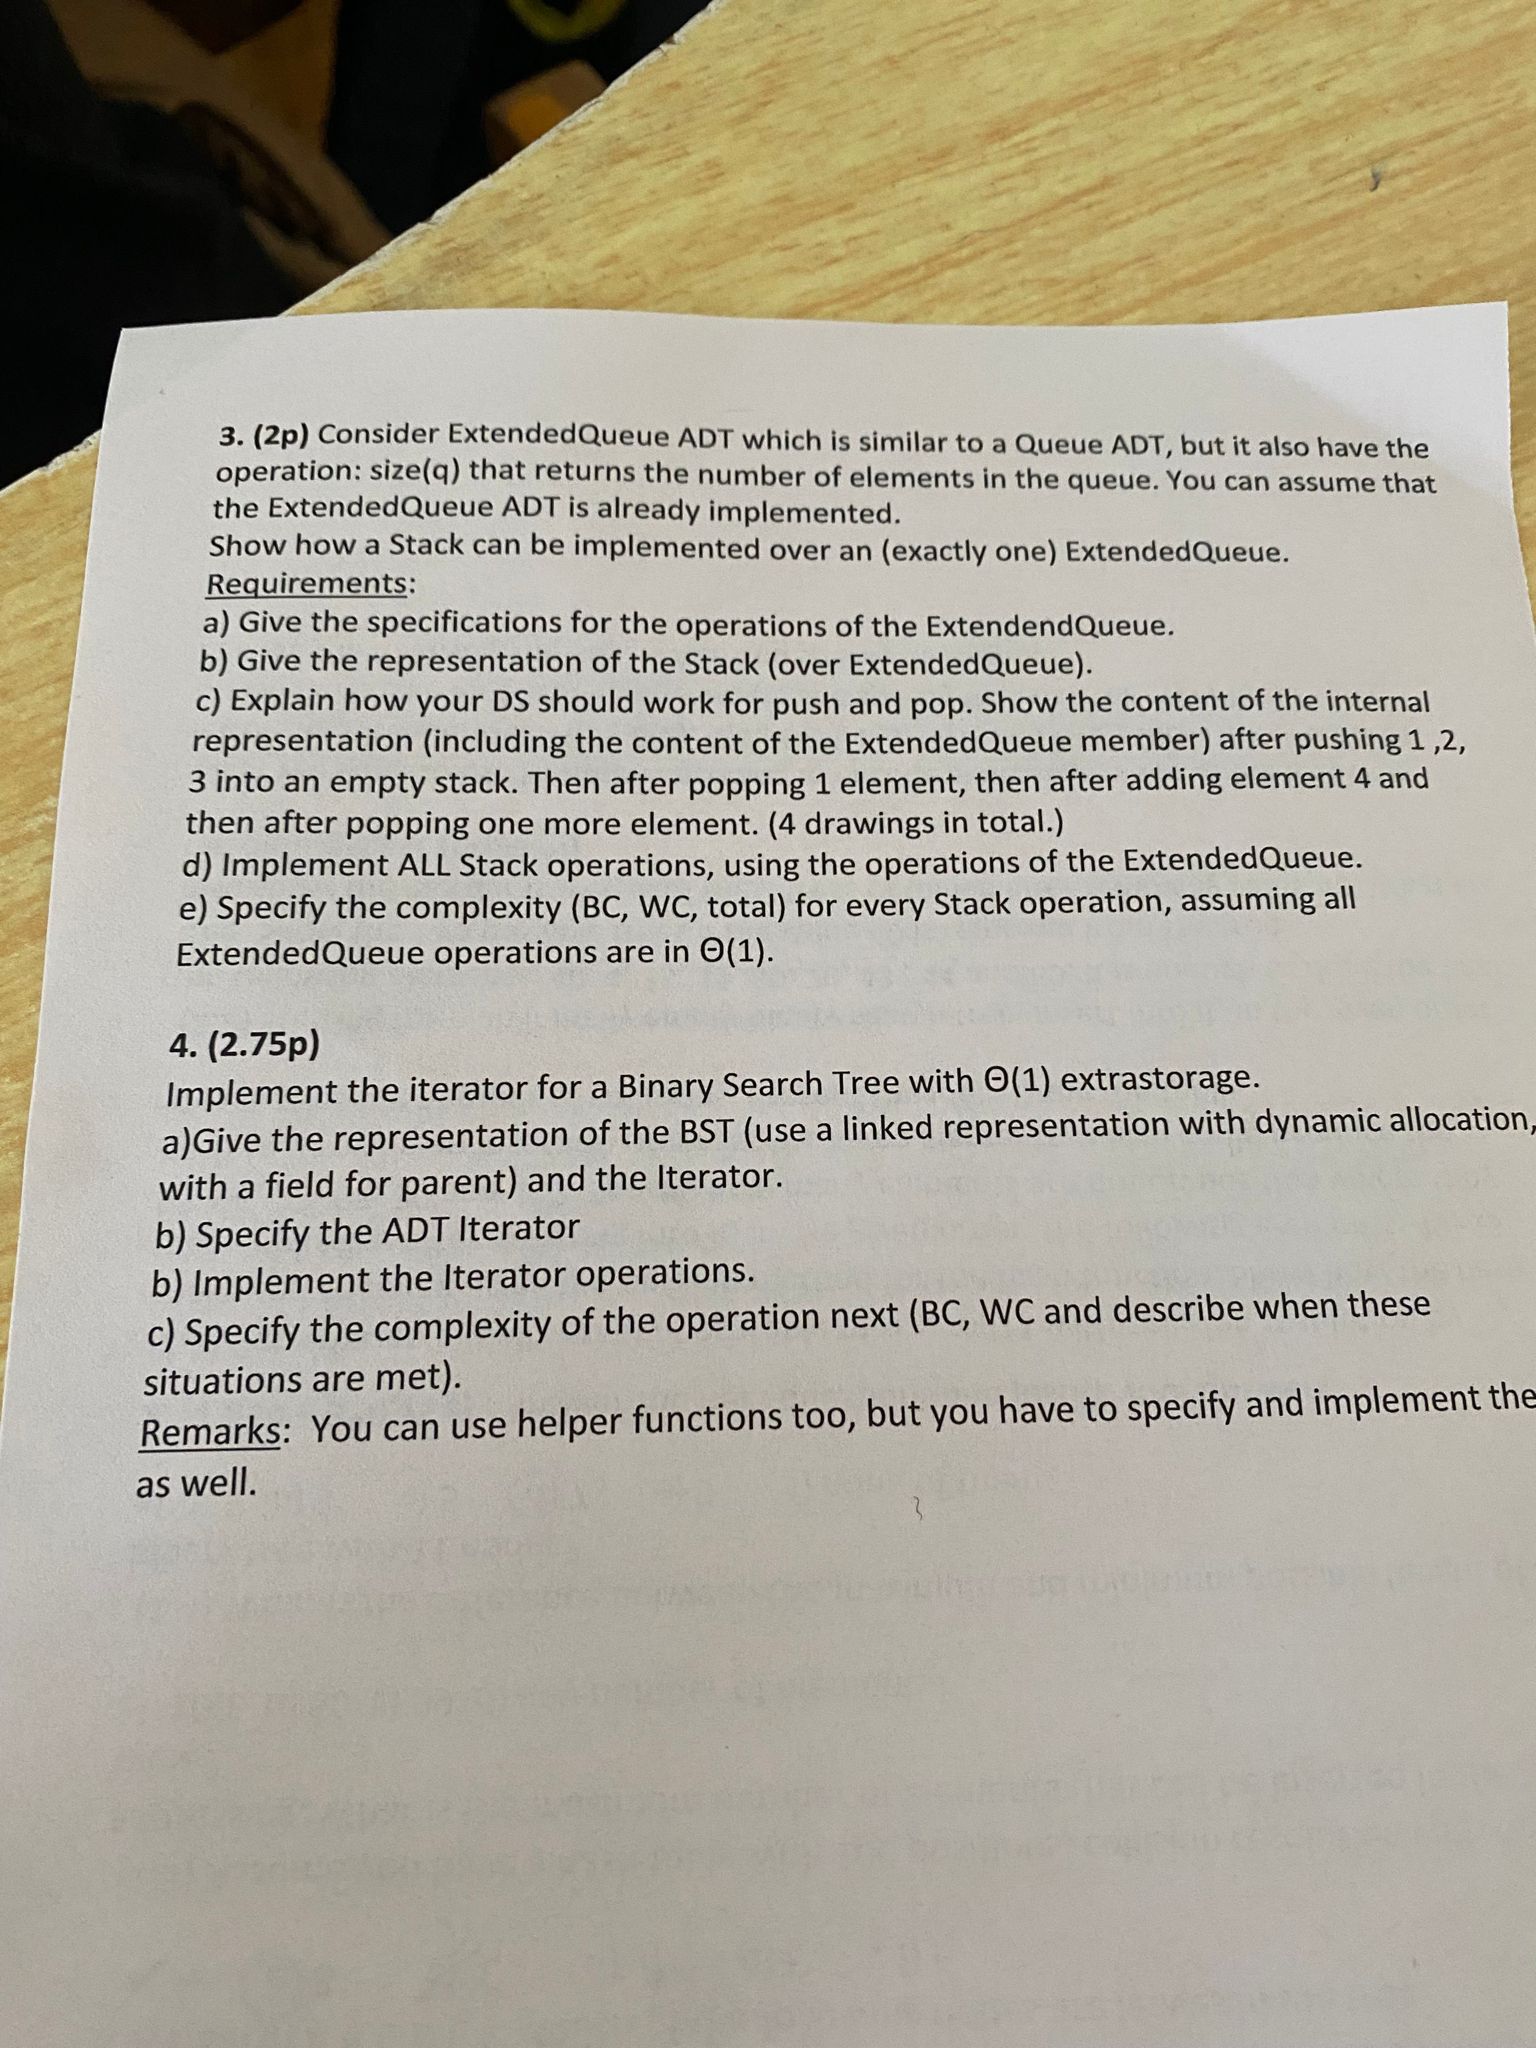 3. (2p) Consider ExtendedQueue ADT which is similar to a Queue ADT, but it also have the
operation: size(q) that returns the number of elements in the queue. You can assume that
the ExtendedQueue ADT is already implemented.
Show how a Stack can be implemented over an (exactly one) ExtendedQueue.
Requirements:
a) Give the specifications for the operations of the ExtendendQueue.
b) Give the representation of the Stack (over ExtendedQueue).
c) Explain how your DS should work for push and pop. Show the content of the internal
representation (including the content of the ExtendedQueue member) after pushing 1 ,2,
3 into an empty stack. Then after popping 1 element, then after adding element 4 and
then after popping one more element. (4 drawings in total.)
d) Implement ALL Stack operations, using the operations of the ExtendedQueue.
e) Specify the complexity (BC, WC, total) for every Stack operation, assuming all
ExtendedQueue operations are in Θ(1).
4. (2.75p)
Implement the iterator for a Binary Search Tree with Θ(1) extrastorage.
a)Give the representation of the BST (use a linked representation with dynamic allocation,
with a field for parent) and the Iterator.
b) Specify the ADT Iterator
b) Implement the Iterator operations.
c) Specify the complexity of the operation next (BC, WC and describe when these
situations are met).
Remarks: You can use helper functions too, but you have to specify and implement the
as well.